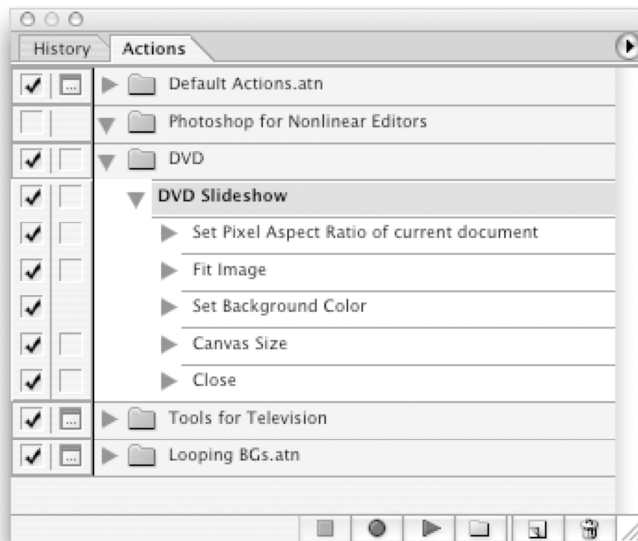 History
Actions
Default Actions.atn
Photoshop for Nonlinear Editors
DVD
DVD Slideshow
Set Pixel Aspect Ratio of current document
Fit Image
Set Background Color
Canvas Size
Close
Tools for Television
Looping BGs.atn